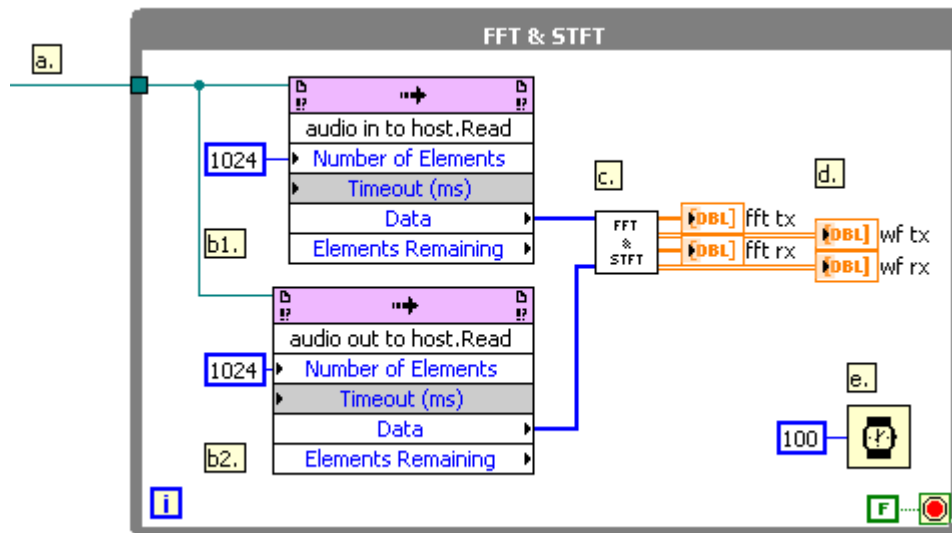 FFT & STFT
a.
audio in to host.Read
1024
Number of Elements
Timeout (ms)
Data
Elements Remaining
b1.
c.
FFT
&
STFT
d.
[DBL] fft tx
[DBL] fft rx
[DBL] wf tx
[DBL] wf rx
audio out to host.Read
1024
Number of Elements
Timeout (ms)
Data
Elements Remaining
b2.
e.
100
i
F